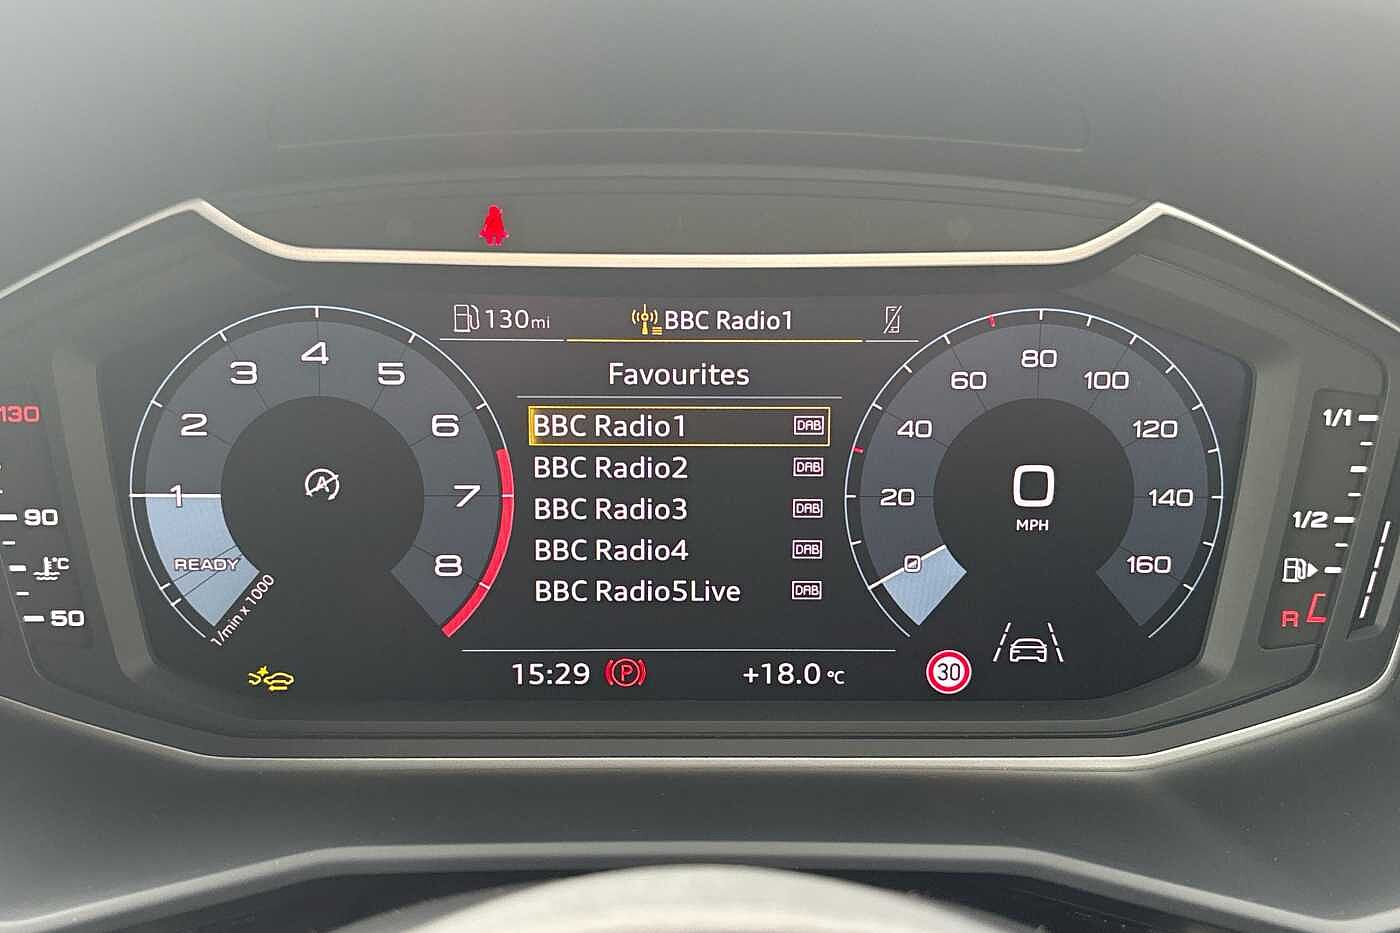 130mi
BBC Radio1
Favourites
BBC Radio1 DAB
BBC Radio2 DAB
BBC Radio3 DAB
BBC Radio4 DAB
BBC Radio5Live DAB
15:29
P
+18.0 °C
30
1
2
3
4
5
6
7
8
READY
1/min x 1000
A
0
20
40
60
80
100
120
140
160
0
MPH
130
90
°C
50
1/1
1/2
R